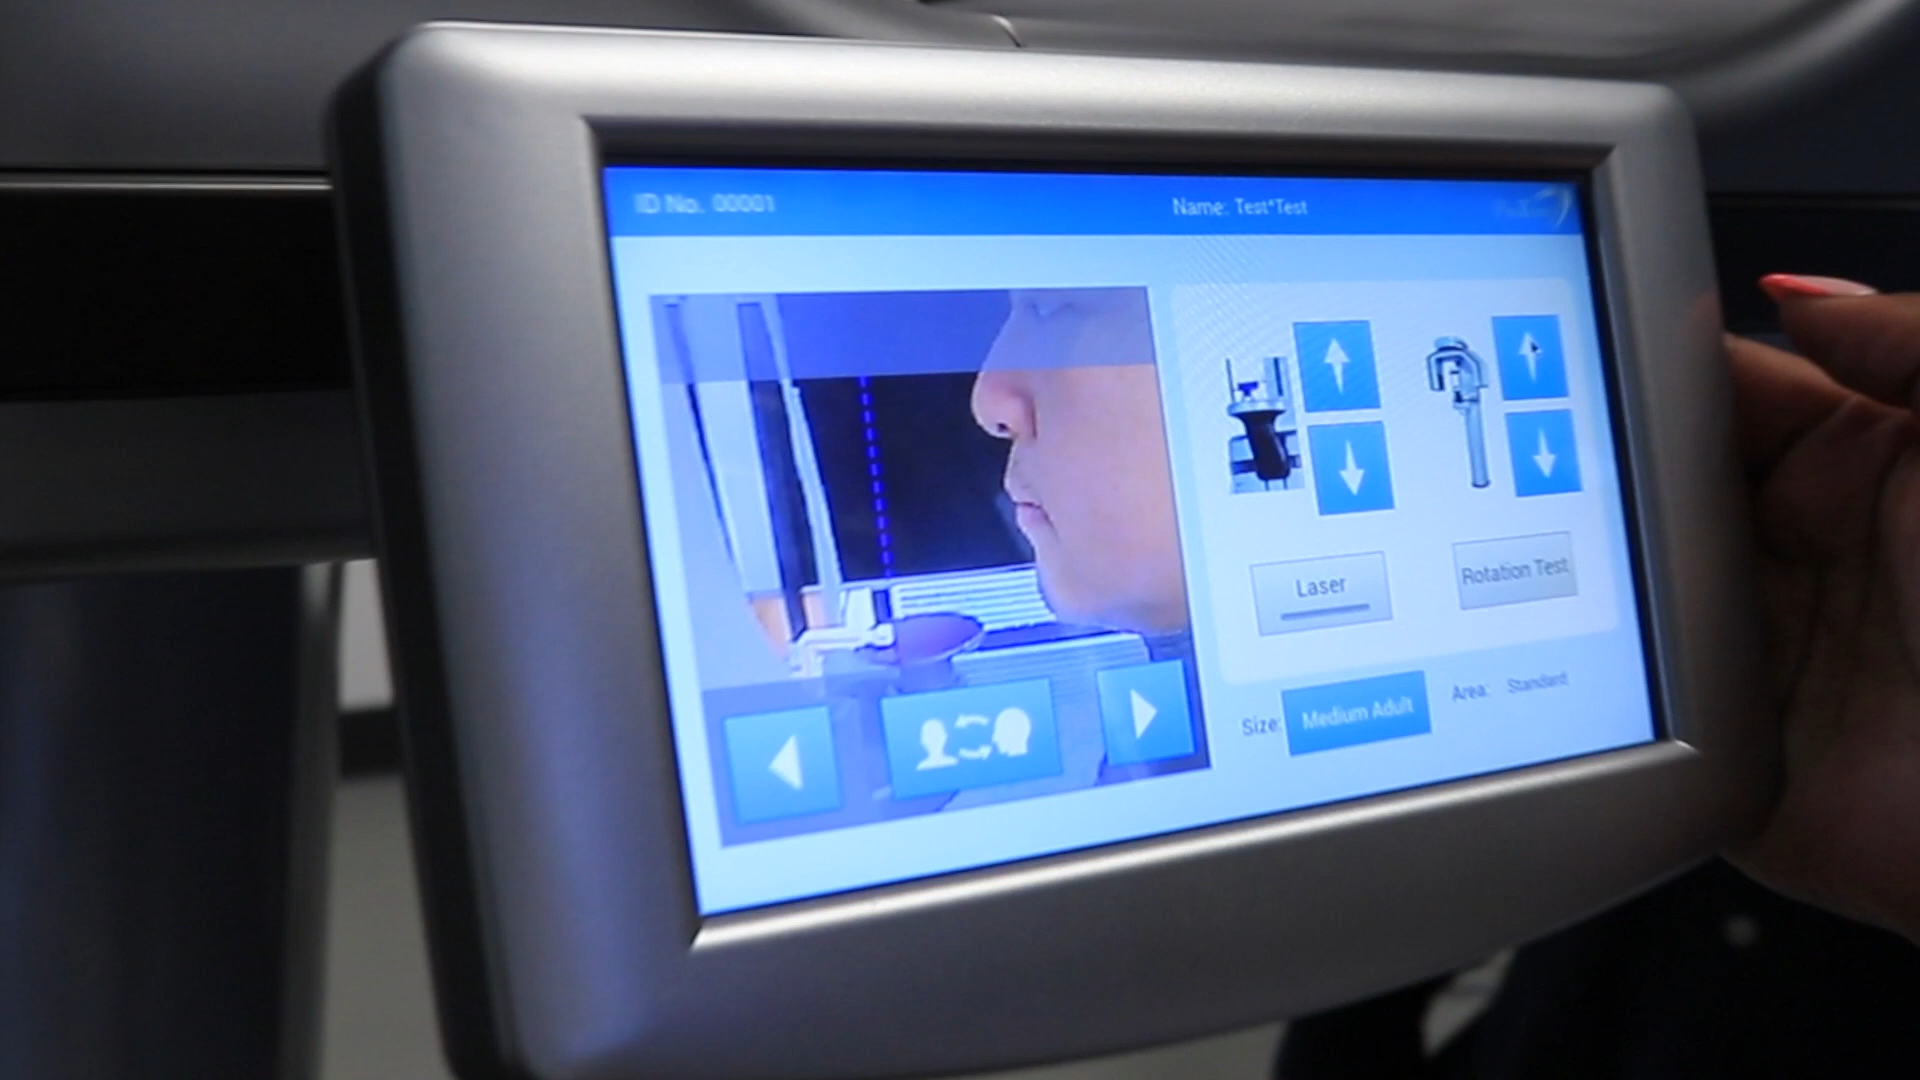 ID No. 00001
Name: Test*Test
Laser
Rotation Test
Size: Medium Adult
Area: Standard